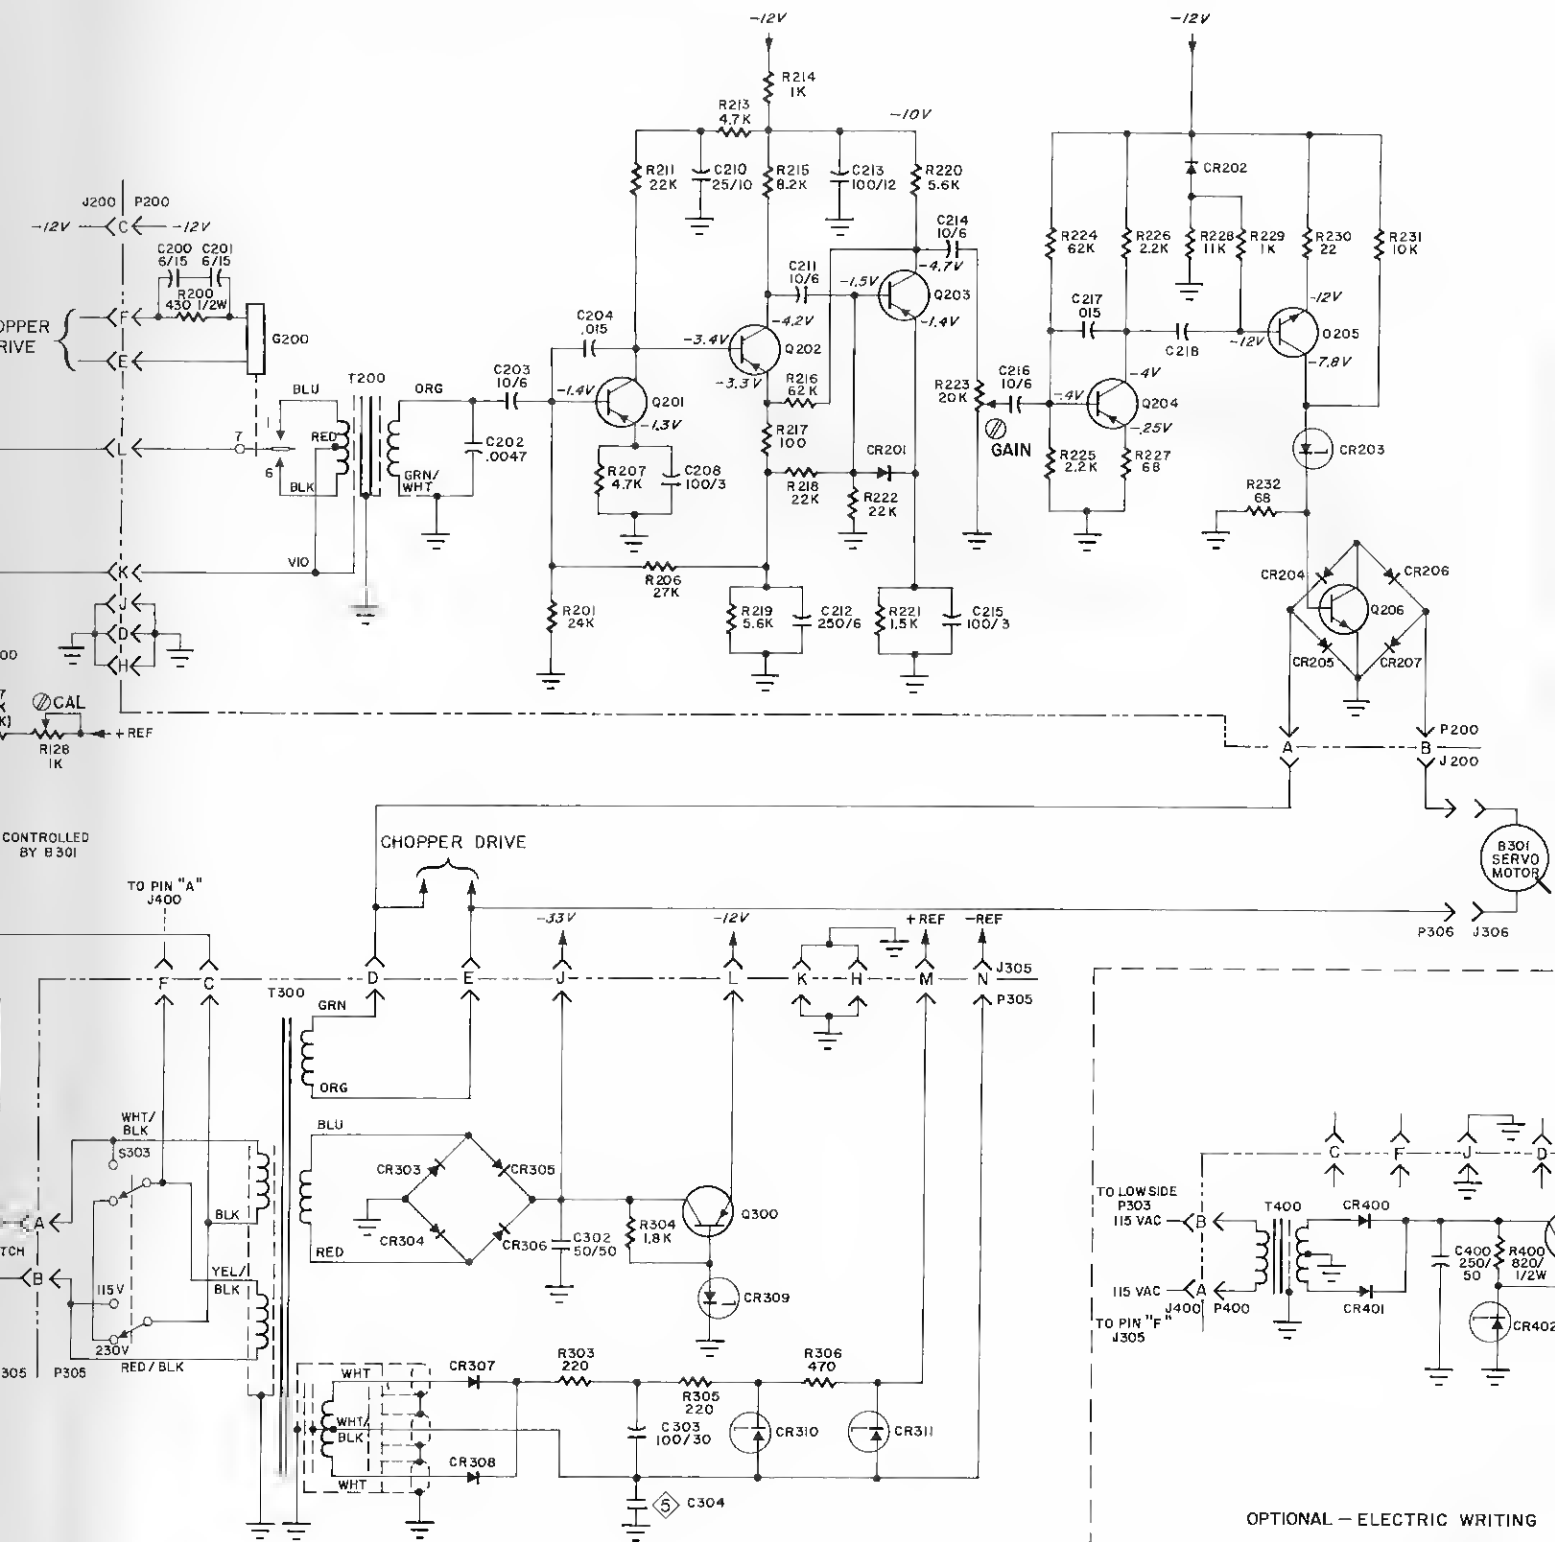 -12V
-12V
R214
1K
R213
4.7K
-10V
R211
22K
C210
25/10
R215
8.2K
C213
100/12
R220
5.6K
CR202
J200 P200
-12V C -12V
C200
6/15
C201
6/15
R200
430 1/2W
F
E
OPPER
RIVE
G200
C214
10/6
-4.7V
R224
62K
R226
2.2K
R228
11K
R229
1K
R230
22
R231
10K
C211
10/6
-1.5V
Q203
-1.4V
C204
.015
-3.4V
-4.2V
Q202
-3.3V
C217
.015
C218
-12V
-12V
Q205
-7.8V
BLU
T200
ORG
C203
10/6
-1.4V
Q201
-1.3V
R216
62K
R223
20K
C216
10/6
GAIN
-.4V
-4V
Q204
-.25V
7
1
6
L
RED
BLK
GRN/
WHT
C202
.0047
R207
4.7K
C208
100/3
R217
100
R218
22K
CR201
R222
22K
R225
2.2K
R227
68
CR203
R232
68
K
VIO
J
D
H
R206
27K
R201
24K
R219
5.6K
C212
250/6
R221
1.5K
C215
100/3
CR204
CR206
Q206
CR205
CR207
OD
7
K
K)
CAL
R128
1K
+REF
A
B
P200
J200
CONTROLLED
BY B301
CHOPPER DRIVE
B301
SERVO
MOTOR
TO PIN "A"
J400
-33V
-12V
+REF
-REF
P306 J306
F
C
D
E
J
L
K
H
M
N
J305
P305
T300
GRN
ORG
BLU
WHT/
BLK
S303
CR303
CR305
CR304
CR306
C302
50/50
R304
1.8K
Q300
CR309
RED
A
BLK
TCH
B
YEL/
BLK
115V
230V
RED/BLK
305 P305
C
F
J
D
TO LOWSIDE
P303
115 VAC
B
T400
CR400
C400
250/
50
R400
820/
1/2W
115 VAC
A
J400 P400
TO PIN "F"
J305
CR401
CR402
WHT
CR307
R303
220
R305
220
R306
470
WHT/
BLK
C303
100/30
CR310
CR311
CR308
WHT
5
C304
OPTIONAL — ELECTRIC WRITING